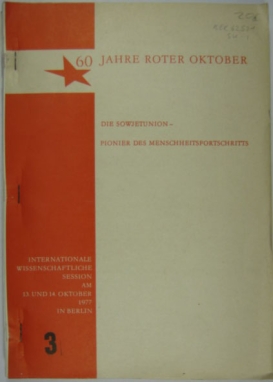 60 JAHRE ROTER OKTOBER
DIE SOWJETUNION –
PIONIER DES MENSCHHEITSFORTSCHRITTS
INTERNATIONALE
WISSENSCHAFTLICHE
SESSION
AM
13. UND 14. OKTOBER
1977
IN BERLIN
3